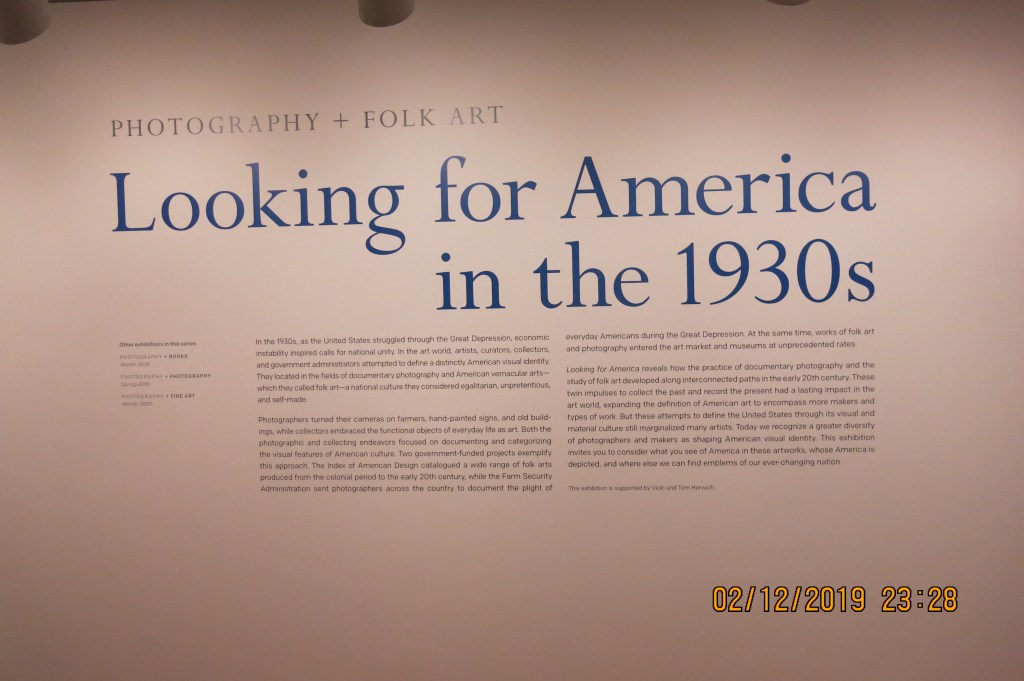 PHOTOGRAPHY + FOLK ART
Looking for America
in the 1930s
Other exhibitions in this series
PHOTOGRAPHY + BOOKS
PHOTOGRAPHY + PHOTOGRAPHY
PHOTOGRAPHY + FINE ART
Winter 2020
In the 1930s, as the United States struggled through the Great Depression, economic
instability inspired calls for national unity. In the art world, artists, curators, collectors,
and government administrators attempted to define a distinctly American visual identity.
They located in the fields of documentary photography and American vernacular arts—
which they called folk art—a national culture they considered egalitarian, unpretentious,
and self-made.
Photographers turned their cameras on farmers, hand-painted signs, and old build-
ings, while collectors embraced the functional objects of everyday life as art. Both the
photographic and collecting endeavors focused on documenting and categorizing
the visual features of American culture. Two government-funded projects exemplify
this approach. The Index of American Design catalogued a wide range of folk arts
produced from the colonial period to the early 20th century, while the Farm Security
Administration sent photographers across the country to document the plight of
everyday Americans during the Great Depression. At the same time, works of folk art
and photography entered the art market and museums at unprecedented rates.
Looking for America reveals how the practice of documentary photography and the
study of folk art developed along interconnected paths in the early 20th century. These
twin impulses to collect the past and record the present had a lasting impact in the
art world, expanding the definition of American art to encompass more makers and
types of work. But these attempts to define the United States through its visual and
material culture still marginalized many artists. Today we recognize a greater diversity
of photographers and makers as shaping American visual identity. This exhibition
invites you to consider what you see of America in these artworks, whose America is
depicted, and where else we can find emblems of our ever-changing nation.
This exhibition is supported by Vicki and Tom Horwich.
02/12/2019 23:28